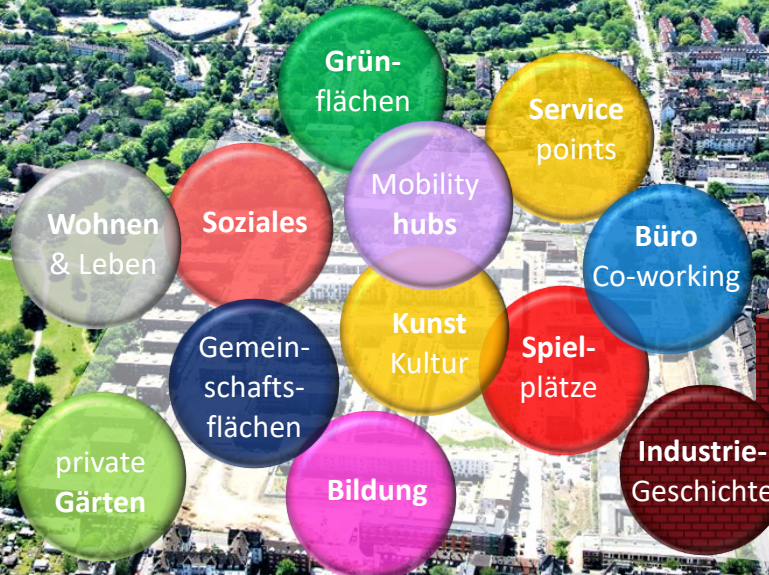 Grün-
flächen
Service
points
Mobility
hubs
Wohnen
& Leben
Soziales
Büro
Co-working
Kunst
Kultur
Gemein-
schafts-
flächen
Spiel-
plätze
private
Gärten
Bildung
Industrie-
Geschichte